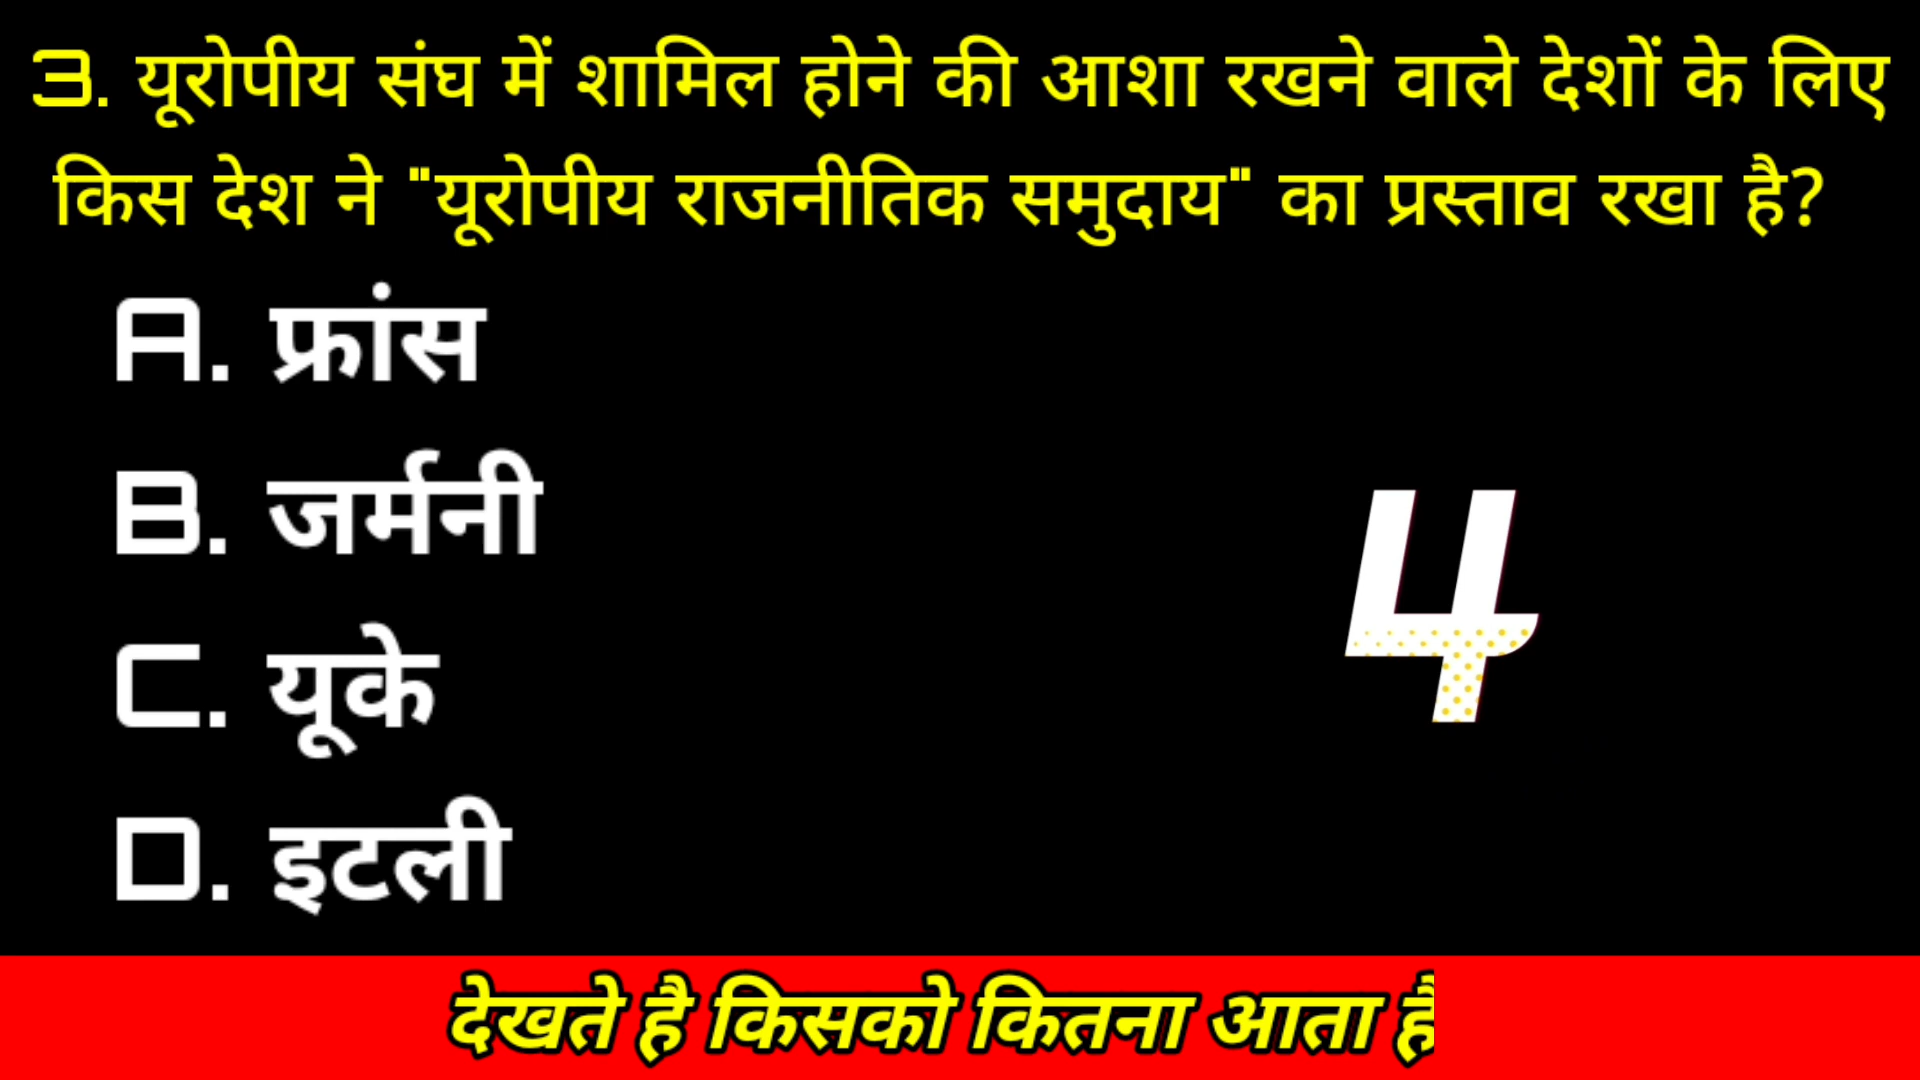 3. यूरोपीय संघ में शामिल होने की आशा रखने वाले देशों के लिए
किस देश ने "यूरोपीय राजनीतिक समुदाय" का प्रस्ताव रखा है?
A. फ्रांस
B. जर्मनी
4
C. यूके
D. इटली
देखते है किसको कितना आता है